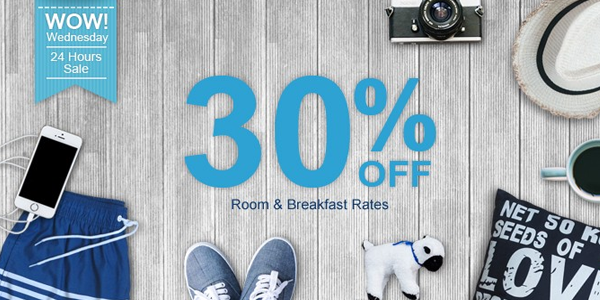 WOW!
Wednesday
24 Hours
Sale
30%
OFF
Room & Breakfast Rates
NET 50 K
SEEDS OF
LOVE